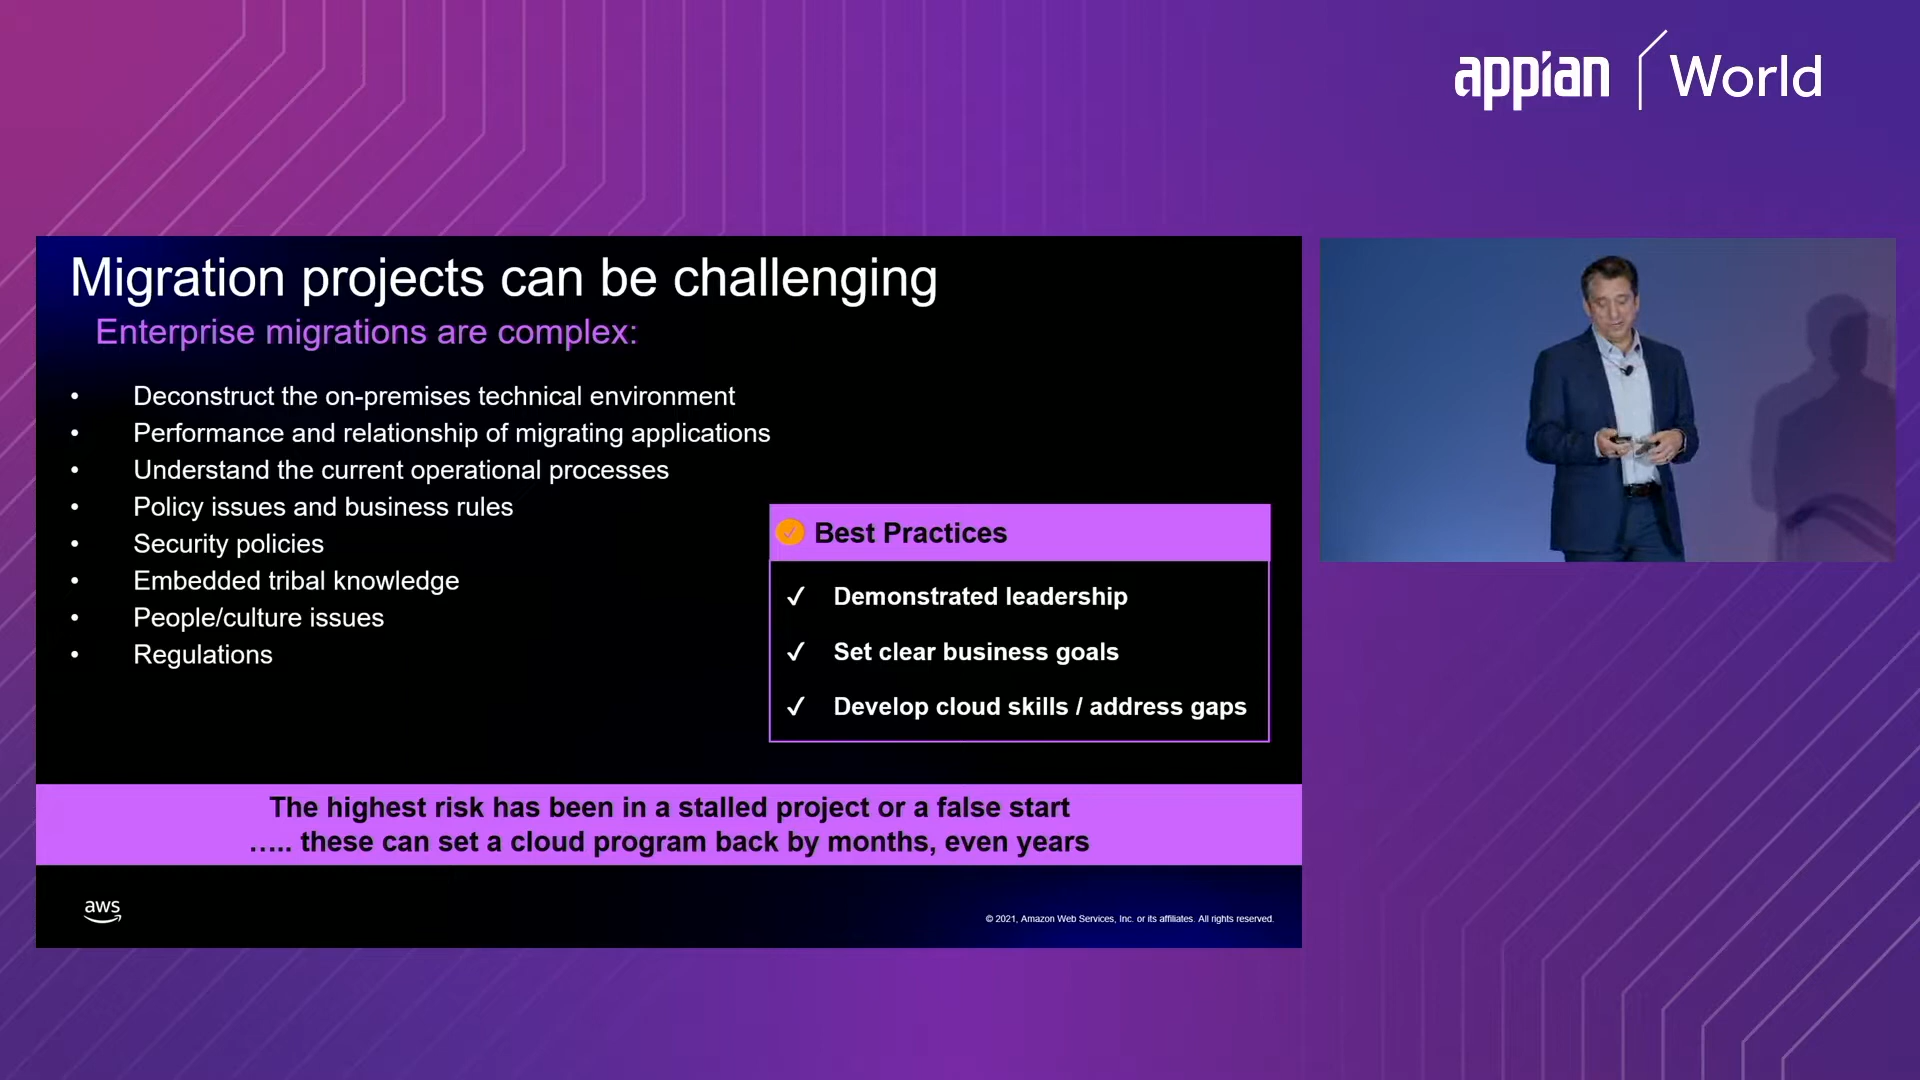 appian World
Migration projects can be challenging
Enterprise migrations are complex:
• Deconstruct the on-premises technical environment
• Performance and relationship of migrating applications
• Understand the current operational processes
• Policy issues and business rules
• Security policies
• Embedded tribal knowledge
• People/culture issues
• Regulations
Best Practices
✓ Demonstrated leadership
✓ Set clear business goals
✓ Develop cloud skills / address gaps
The highest risk has been in a stalled project or a false start
….. these can set a cloud program back by months, even years
aws
© 2021, Amazon Web Services, Inc. or its affiliates. All rights reserved.